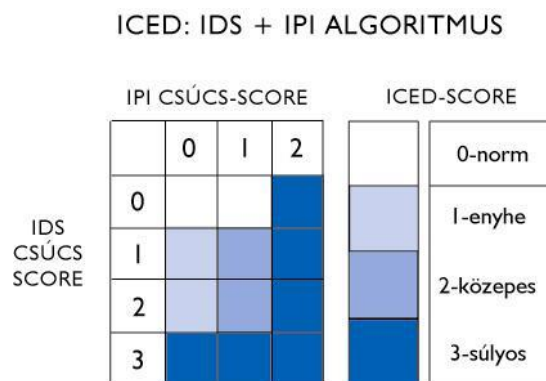 ICED: IDS + IPI ALGORITMUS
IPI CSÚCS-SCORE
ICED-SCORE
0 1 2
0
1
2
3
IDS
CSÚCS
SCORE
0-norm
1-enyhe
2-közepes
3-súlyos